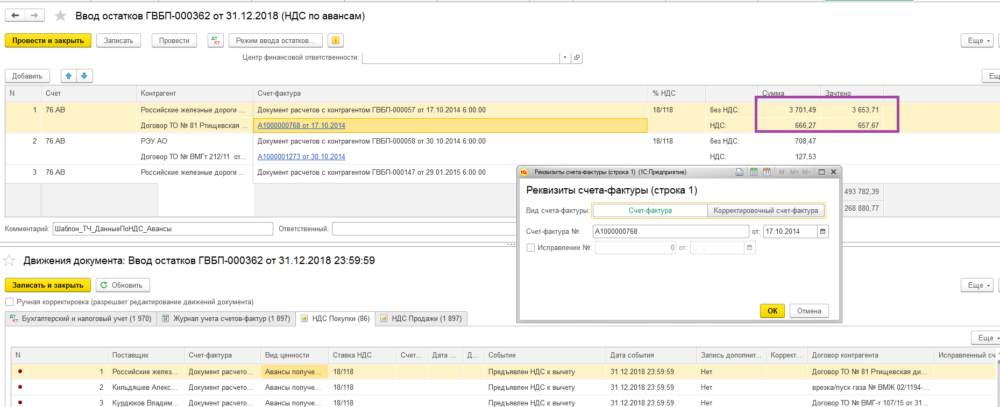 Ввод остатков ГВБП-000362 от 31.12.2018 (НДС по авансам)
Провести и закрыть Записать Провести Дт Кт Режим ввода остатков... Еще
Центр финансовой ответственности:
Добавить Ещ
N Счет Контрагент Счет-фактура % НДС Сумма Зачтено
1 76.АВ Российские железные дороги ... Документ расчетов с контрагентом ГВБП-000057 от 17.10.2014 6:00:00 18/118 без НДС: 3 701,49 3 653,71
Договор ТО № 81 Ртищевская ... А1000000768 от 17.10.2014 НДС: 666,27 657,67
2 76.АВ РЭУ АО Документ расчетов с контрагентом ГВБП-000058 от 30.10.2014 6:00:00 18/118 без НДС: 708,47
Договор ТО № ВМГт 212/11 от... А1000001273 от 30.10.2014 НДС: 127,53
3 76.АВ Российские железные дороги ... Документ расчетов с контрагентом ГВБП-000147 от 29.01.2015 6:00:00
493 782,39
268 880,77
Комментарий: Шаблон_ТЧ_ДанныеПоНДС_Авансы Ответственный:
1С Реквизиты счета-фактуры (строка 1) (1С:Предприятие) 31 M M+ M-
Реквизиты счета-фактуры (строка 1)
Вид счета-фактуры: Счет-фактура Корректировочный счет-фактура
Счет-фактура №: А1000000768 от: 17.10.2014
Исправление №: 0 от: . .
ОК Отмена
Движения документа: Ввод остатков ГВБП-000362 от 31.12.2018 23:59:59
Записать и закрыть Обновить Еще
Ручная корректировка (разрешает редактирование движений документа)
Дт Кт Бухгалтерский и налоговый учет (1 970) Журнал учета счетов-фактур (1 897) НДС Покупки (86) НДС Продажи (1 897)
Еще
N Поставщик Счет-фактура Вид ценности Ставка НДС Счет... Дата ... Д... Событие Дата события Запись дополнит... Коррект... Договор контрагента Исправленный сч
1 Российские желез... Документ расчето... Авансы получе... 18/118 Предъявлен НДС к вычету 31.12.2018 23:59:59 Нет Договор ТО № 81 Ртищевская ди...
2 Кильдяшев Алекс... Документ расчето... Авансы получе... 18/118 Предъявлен НДС к вычету 31.12.2018 23:59:59 Нет врезка/пуск газа № ВМЖ 02/1194-...
3 Курдюков Владим... Документ расчето... Авансы получе... 18/118 Предъявлен НДС к вычету 31.12.2018 23:59:59 Нет Договор ТО № ВМГ-т 107/15 от 31...